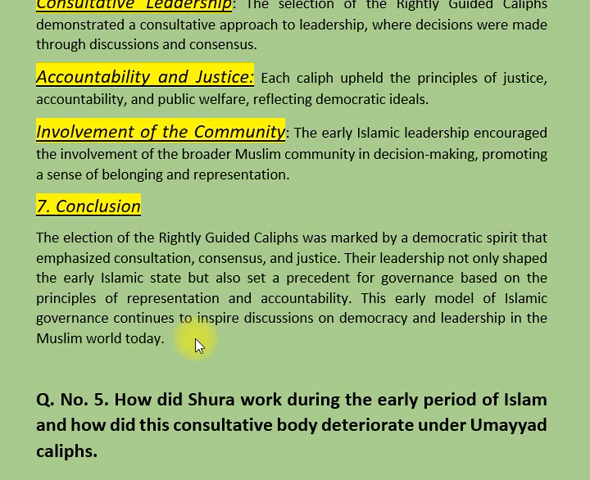 Consultative Leadership: The selection of the Rightly Guided Caliphs
demonstrated a consultative approach to leadership, where decisions were made
through discussions and consensus.
Accountability and Justice: Each caliph upheld the principles of justice,
accountability, and public welfare, reflecting democratic ideals.
Involvement of the Community: The early Islamic leadership encouraged
the involvement of the broader Muslim community in decision-making, promoting
a sense of belonging and representation.
7. Conclusion
The election of the Rightly Guided Caliphs was marked by a democratic spirit that
emphasized consultation, consensus, and justice. Their leadership not only shaped
the early Islamic state but also set a precedent for governance based on the
principles of representation and accountability. This early model of Islamic
governance continues to inspire discussions on democracy and leadership in the
Muslim world today.
Q. No. 5. How did Shura work during the early period of Islam
and how did this consultative body deteriorate under Umayyad
caliphs.